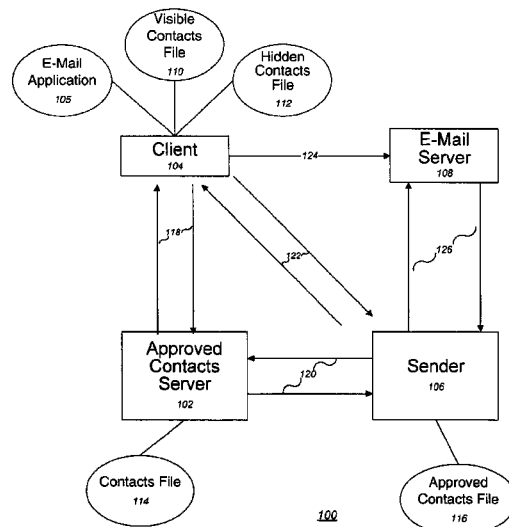 Visible
Contacts
File
110
E-Mail
Application
105
Hidden
Contacts
File
112
Client
104
124
E-Mail
Server
108
118
122
126
Approved
Contacts
Server
102
120
Sender
106
Contacts File
114
Approved
Contacts File
116
100